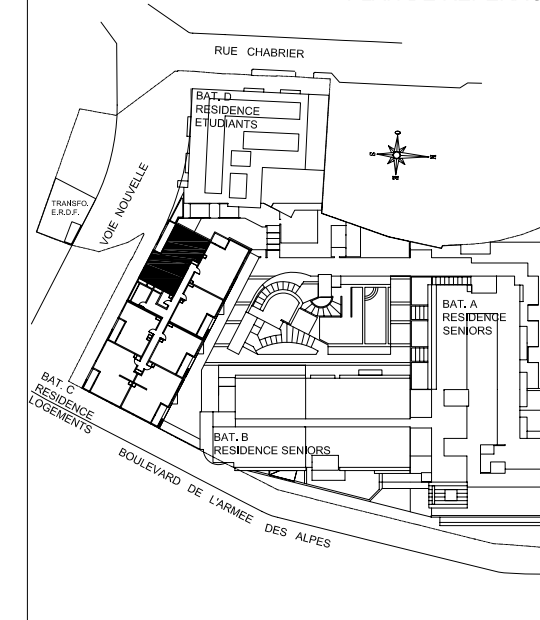 RUE CHABRIER
BAT. D
RESIDENCE
ETUDIANTS
TRANSFO.
E.R.D.F.
VOIE NOUVELLE
BAT. A
RESIDENCE
SENIORS
BAT. C
RESIDENCE
LOGEMENTS
BAT. B
RESIDENCE SENIORS
BOULEVARD DE L'ARMEE DES ALPES